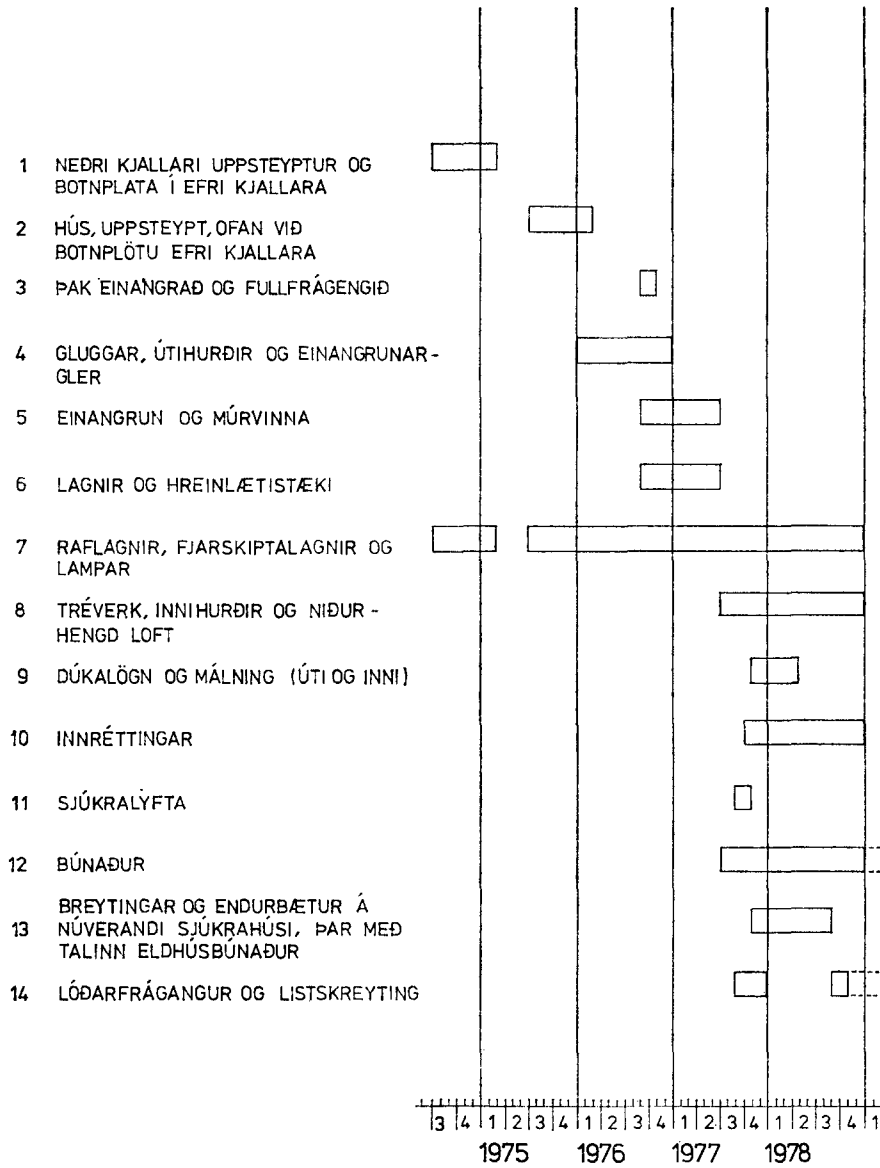 1 NEÐRI KJALLARI UPPSTEYPTUR OG
BOTNPLATA Í EFRI KJALLARA
2 HÚS, UPPSTEYPT, OFAN VIÐ
BOTNPLÖTU EFRI KJALLARA
3 ÞAK EINANGRAÐ OG FULLFRÁGENGIÐ
4 GLUGGAR, ÚTIHURÐIR OG EINANGRUNAR-
GLER
5 EINANGRUN OG MÚRVINNA
6 LAGNIR OG HREINLÆTISTÆKI
7 RAFLAGNIR, FJARSKIPTALAGNIR OG
LAMPAR
8 TRÉVERK, INNIHURÐIR OG NIÐUR-
HENGD LOFT
9 DÚKALÖGN OG MÁLNING (ÚTI OG INNI)
10 INNRÉTTINGAR
11 SJÚKRALYFTA
12 BÚNAÐUR
BREYTINGAR OG ENDURBÆTUR Á
13 NÚVERANDI SJÚKRAHÚSI, ÞAR MEÐ
TALINN ELDHÚSBÚNAÐUR
14 LÓÐARFRÁGANGUR OG LISTSKREYTING
3 4 1 2 3 4 1 2 3 4 1 2 3 4 1 2 3 4 1
1975 1976 1977 1978